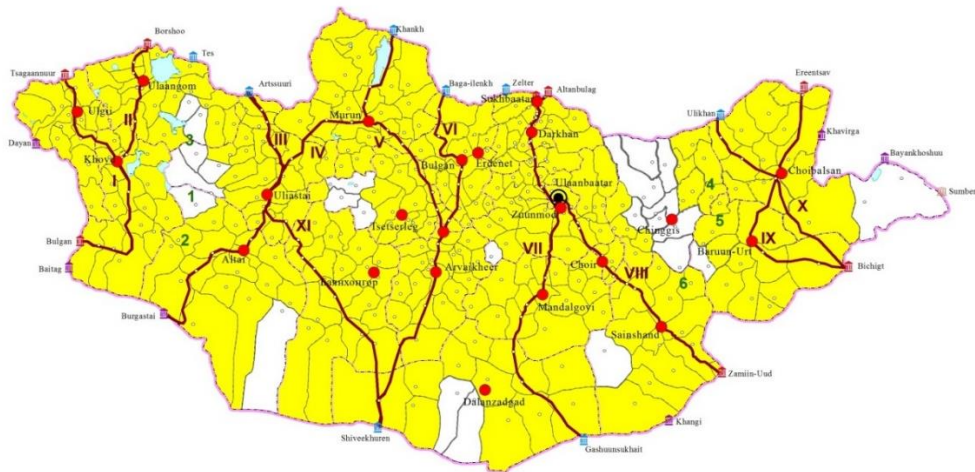 Borshoo
Khankh
Tes
Tsagaannuur
Ulaangom
Artssuuri
Baga-ilenkh
Zelter
Altanbulag
Ereentsav
Sukhbaatar
Ulgii
II
Murun
Darkhan
Ulikhan
Dayan
3
III
IV
V
VI
Khavirga
Khovd
Bulgan
Erdenet
Bayankhoshuu
I
Choibalsan
1
Uliastai
Ulaanbaatar
4
Sumber
Zuunmod
Tsetserleg
Chinggis
5
X
XI
Bulgan
2
Baruun-Urt
IX
Altai
VII
Baitag
Arvaikheer
Choir
VIII
Bichigt
6
Mandalgovi
Burgastai
Sainshand
Zamiin-Uud
Dalanzadgad
Khangi
Shiveekhuren
Gashuunsukhait